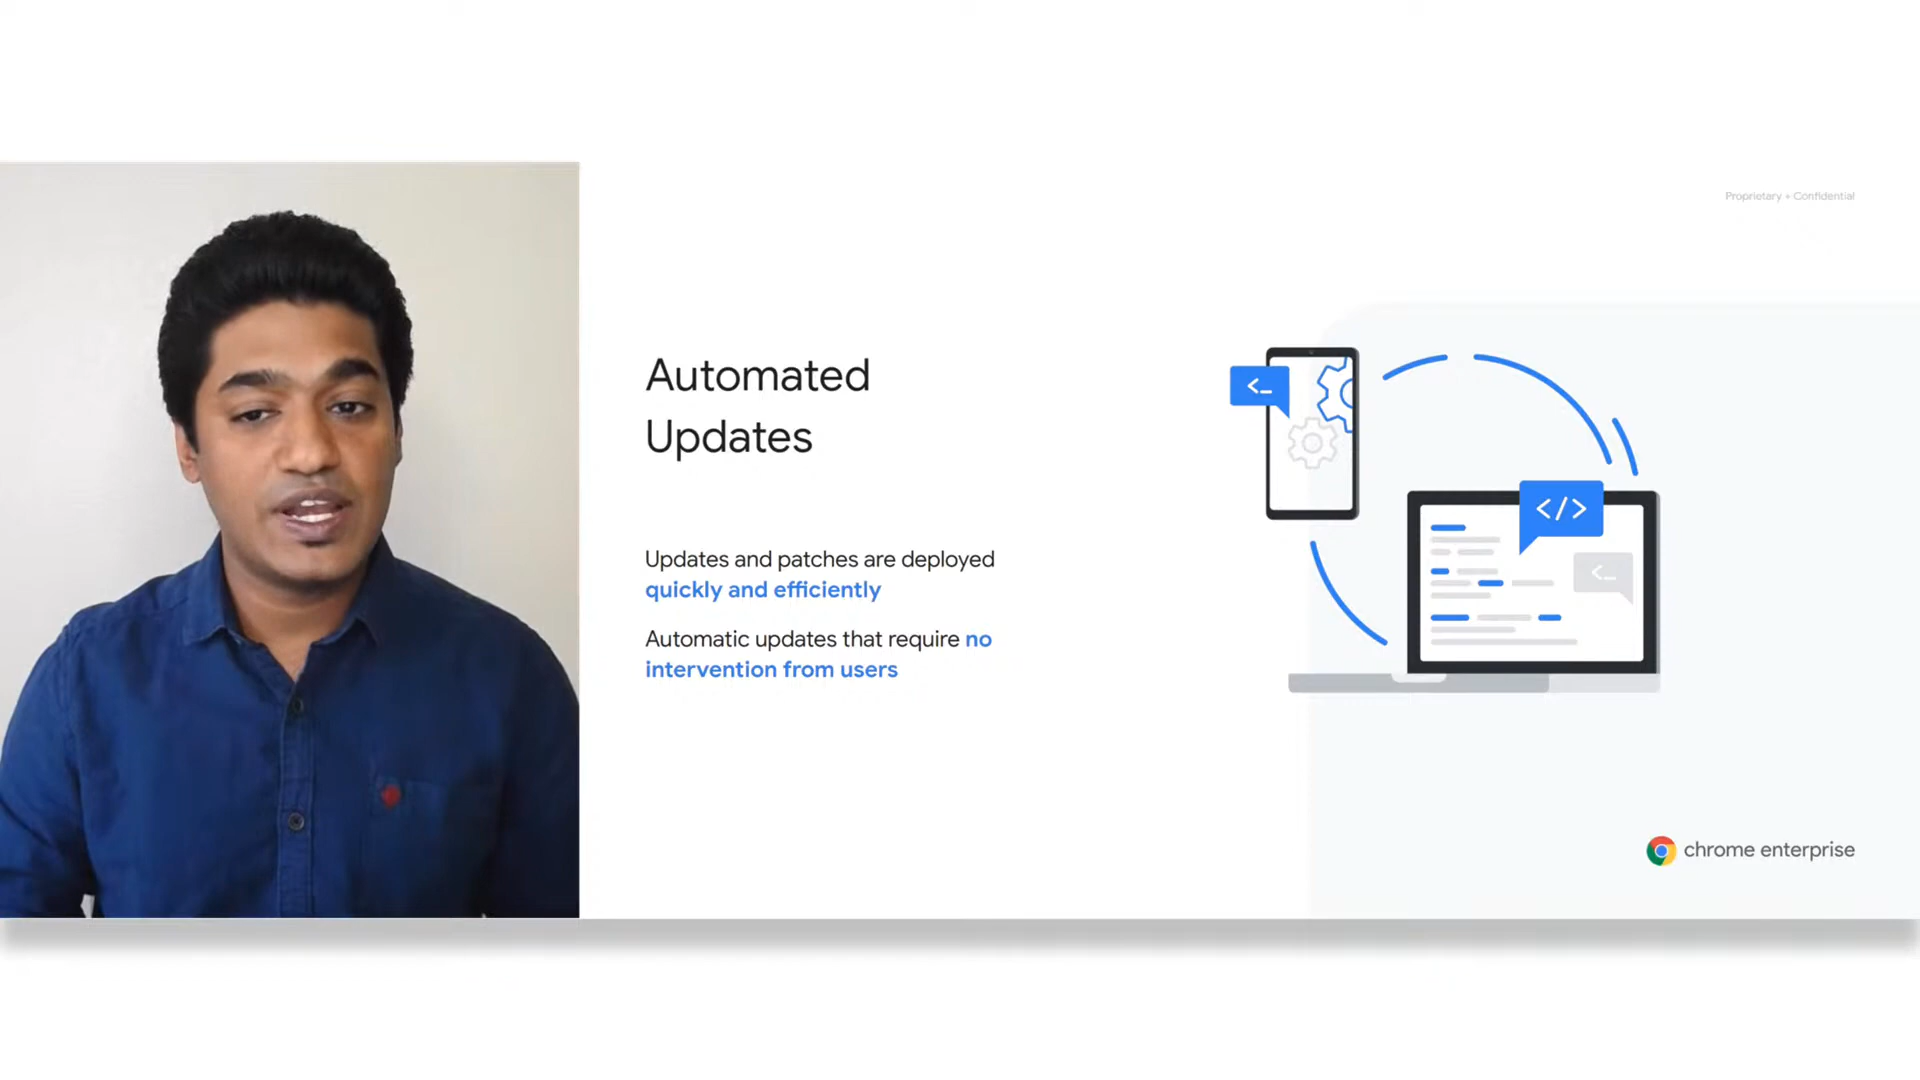 Proprietary + Confidential
Automated
Updates
<_
</>
<_
Updates and patches are deployed
quickly and efficiently
Automatic updates that require no
intervention from users
chrome enterprise